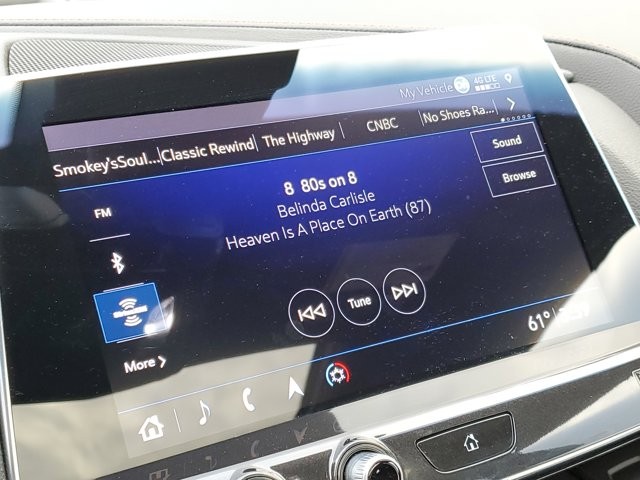 My Vehicle 4G LTE
Smokey'sSoul... Classic Rewind The Highway CNBC No Shoes Ra...
Sound
Browse
8 80s on 8
Belinda Carlisle
Heaven Is A Place On Earth (87)
FM
Tune
More
61°